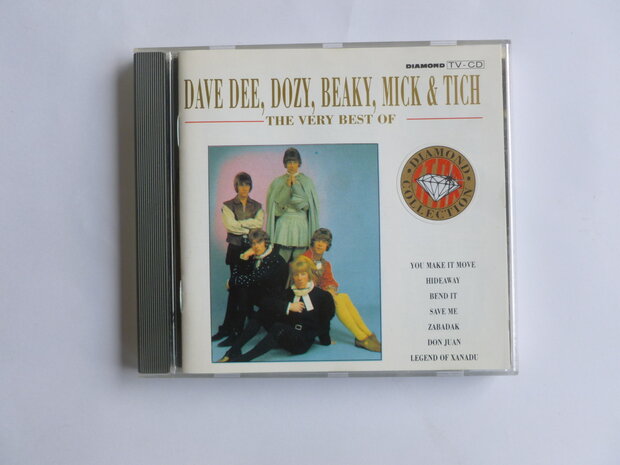 DIAMOND TV-CD
DAVE DEE, DOZY, BEAKY, MICK & TICH
THE VERY BEST OF
DIAMOND
COLLECTION
YOU MAKE IT MOVE
HIDEAWAY
BEND IT
SAVE ME
ZABADAK
DON JUAN
LEGEND OF XANADU